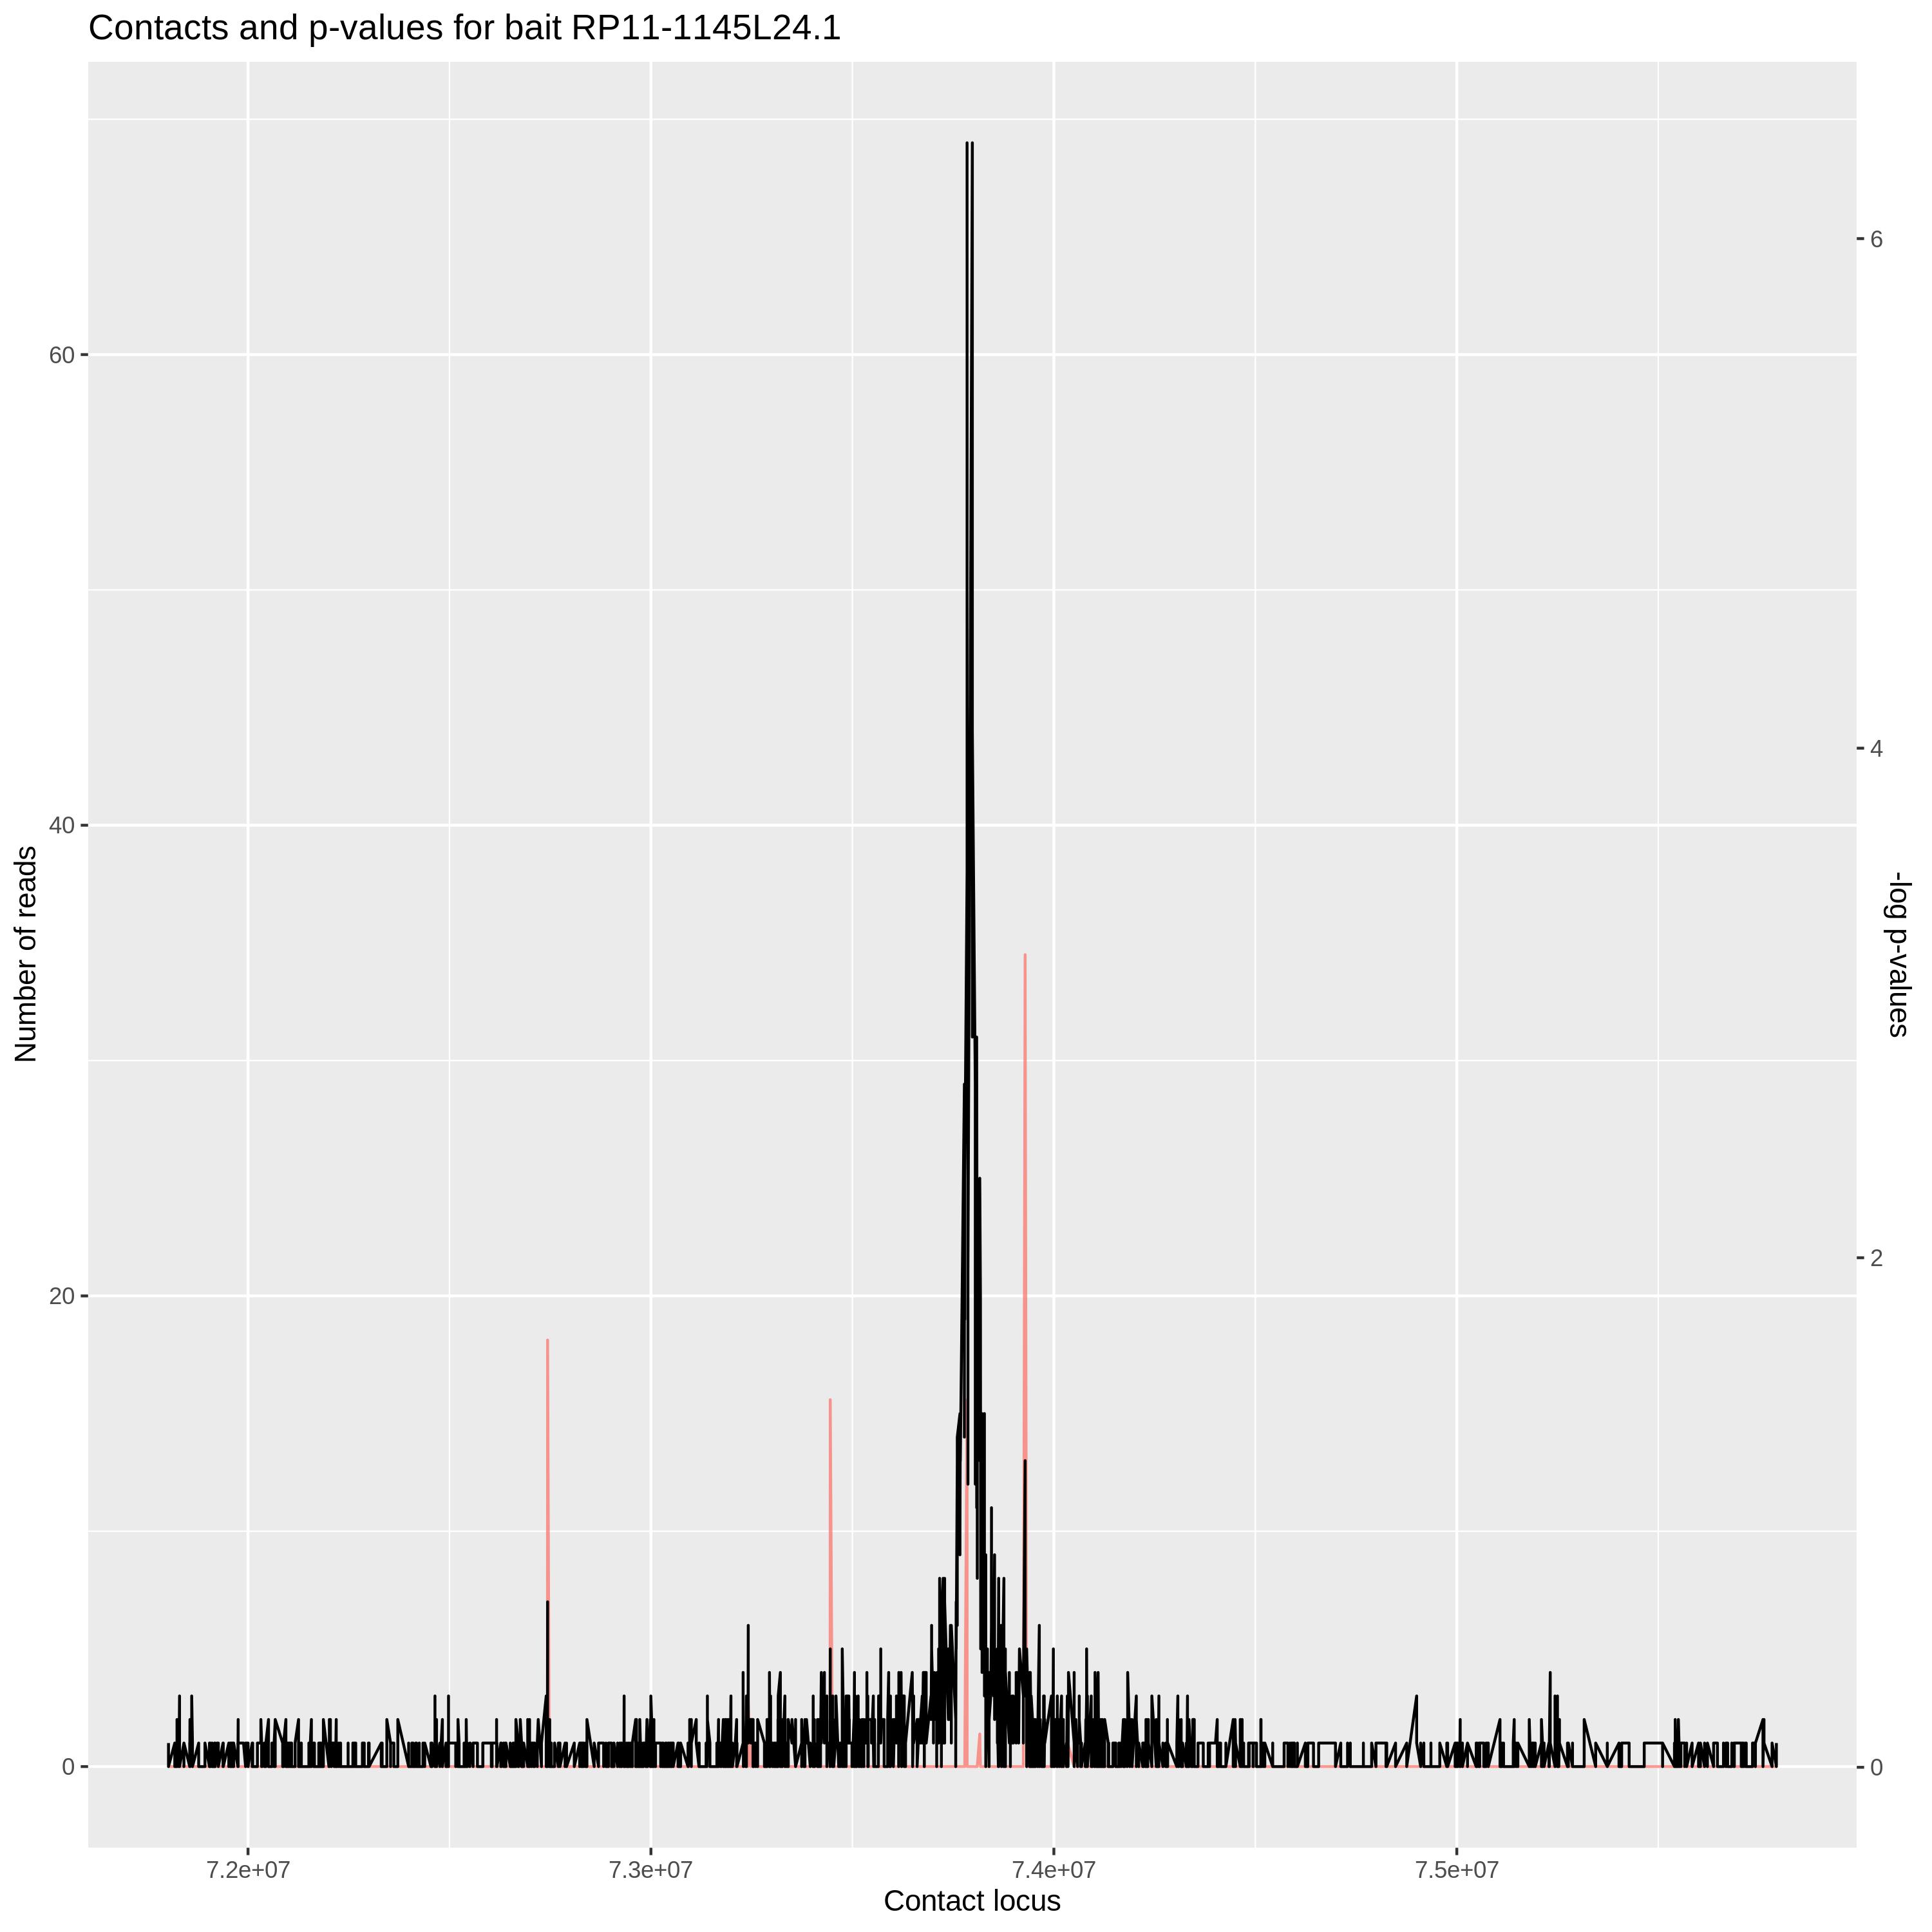 Contacts and p-values for bait RP11-1145L24.1
Number of reads
60
40
20
0
6
4
2
0
-log p-values
7.2e+07 7.3e+07 7.4e+07 7.5e+07
Contact locus